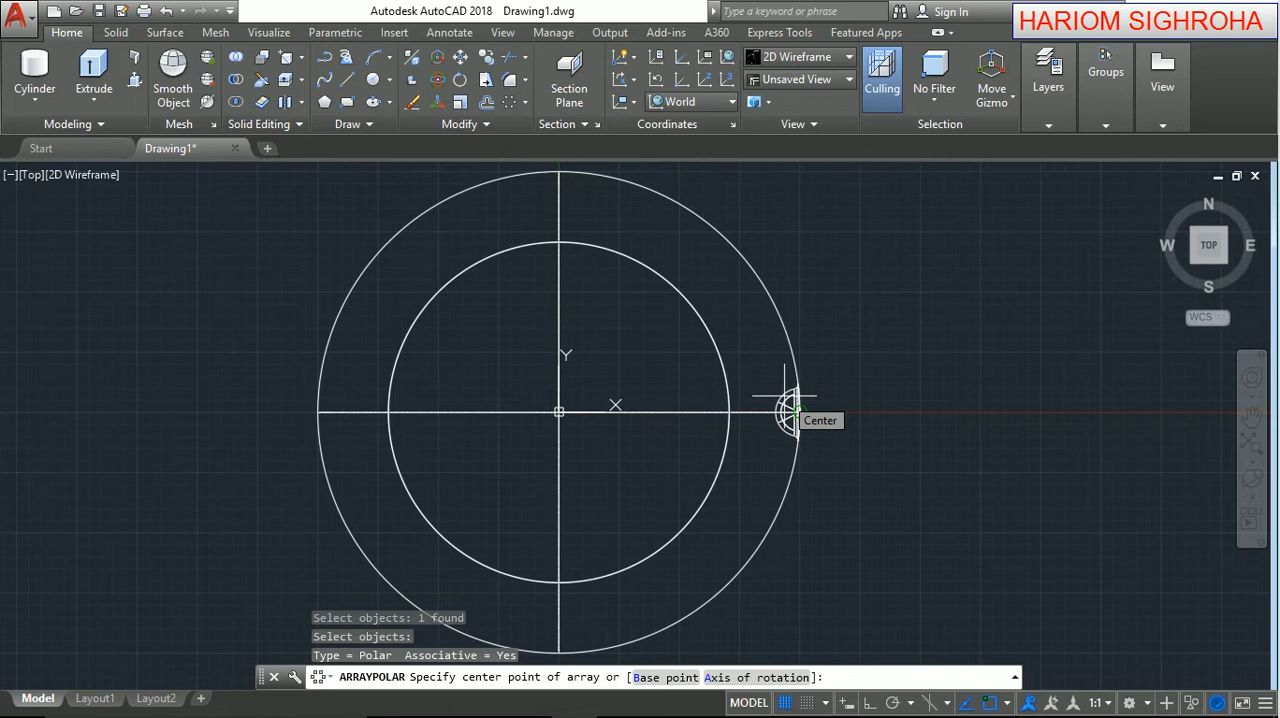 Autodesk AutoCAD 2018 Drawing1.dwg
Type a keyword or phrase
Sign In
HARIOM SIGHROHA
Home Solid Surface Mesh Visualize Parametric Insert Annotate View Manage Output Add-ins A360 Express Tools Featured Apps
Cylinder
Extrude
Smooth
Object
Section
Plane
2D Wireframe
Unsaved View
World
Culling
No Filter
Move
Gizmo
Layers
Groups
View
Modeling
Mesh
Solid Editing
Draw
Modify
Section
Coordinates
View
Selection
Start
Drawing1*
[−][Top][2D Wireframe]
N
W
TOP
E
S
WCS
Y
X
Center
Select objects: 1 found
Select objects:
Type = Polar Associative = Yes
ARRAYPOLAR Specify center point of array or [Base point Axis of rotation]:
Model
Layout1
Layout2
MODEL
1:1